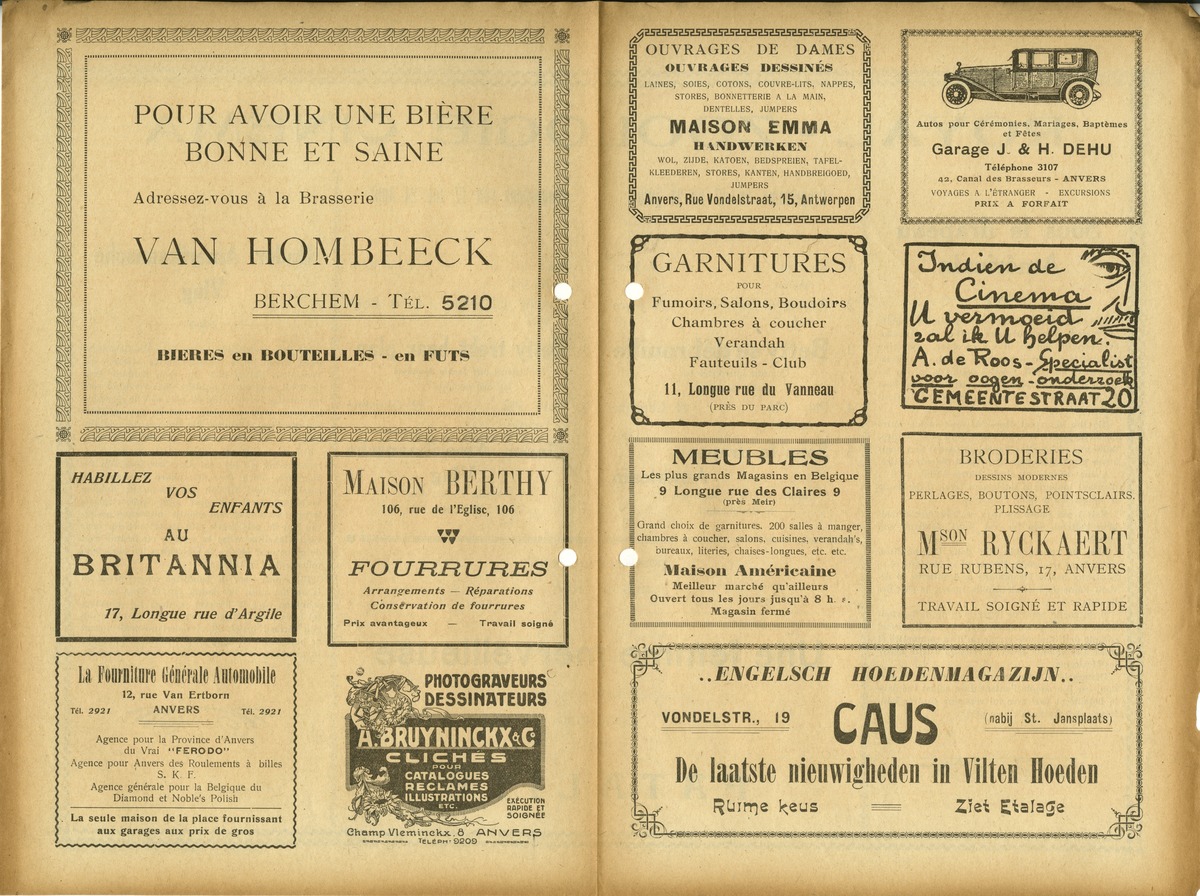 POUR AVOIR UNE BIÈRE
BONNE ET SAINE
Adressez-vous à la Brasserie
VAN HOMBEECK
BERCHEM - TÉL. 5210
BIERES en BOUTEILLES - en FUTS
HABILLEZ
VOS
ENFANTS
AU
BRITANNIA
17, Longue rue d'Argile
MAISON BERTHY
106, rue de l'Eglise, 106
FOURRURES
Arrangements — Réparations
Conservation de fourrures
Prix avantageux — Travail soigné
La Fourniture Générale Automobile
12, rue Van Ertborn
Tél. 2921 ANVERS Tél. 2921
Agence pour la Province d'Anvers
du Vrai "FERODO"
Agence pour Anvers des Roulements à billes
S. K. F.
Agence générale pour la Belgique du
Diamond et Noble's Polish
La seule maison de la place fournissant
aux garages aux prix de gros
PHOTOGRAVEURS
DESSINATEURS
A. BRUYNINCKX & Co
CLICHÉS
POUR
CATALOGUES
RÉCLAMES
ILLUSTRATIONS
ETC.
EXÉCUTION
RAPIDE ET
SOIGNÉE
Champ Vleminckx. 8 ANVERS
TÉLÉPH: 9209
OUVRAGES DE DAMES
OUVRAGES DESSINÉS
LAINES, SOIES, COTONS, COUVRE-LITS, NAPPES,
STORES, BONNETTERIE A LA MAIN,
DENTELLES, JUMPERS
MAISON EMMA
HANDWERKEN
WOL, ZIJDE, KATOEN, BEDSPREIEN, TAFEL-
KLEEDEREN, STORES, KANTEN, HANDBREIGOED,
JUMPERS
Anvers, Rue Vondelstraat, 15, Antwerpen
Autos pour Cérémonies, Mariages, Baptèmes
et Fêtes
Garage J. & H. DEHU
Téléphone 3107
42, Canal des Brasseurs - ANVERS
VOYAGES A L'ÉTRANGER - EXCURSIONS
PRIX A FORFAIT
GARNITURES
POUR
Fumoirs, Salons, Boudoirs
Chambres à coucher
Verandah
Fauteuils - Club
11, Longue rue du Vanneau
(PRÈS DU PARC)
Indien de
Cinema
U vermoeid
zal ik U helpen.
A. de Roos - Specialist
voor oogen - onderzoek
GEMEENTESTRAAT 20
MEUBLES
Les plus grands Magasins en Belgique
9 Longue rue des Claires 9
(près Meir)
Grand choix de garnitures. 200 salles à manger,
chambres à coucher, salons, cuisines, verandah's,
bureaux, literies, chaises-longues, etc. etc.
Maison Américaine
Meilleur marché qu'ailleurs
Ouvert tous les jours jusqu'à 8 h. s.
Magasin fermé
BRODERIES
DESSINS MODERNES
PERLAGES, BOUTONS, POINTSCLAIRS.
PLISSAGE
MSON RYCKAERT
RUE RUBENS, 17, ANVERS
TRAVAIL SOIGNÉ ET RAPIDE
..ENGELSCH HOEDENMAGAZIJN..
VONDELSTR., 19 CAUS (nabij St. Jansplaats)
De laatste nieuwigheden in Vilten Hoeden
Ruime keus Ziet Etalage